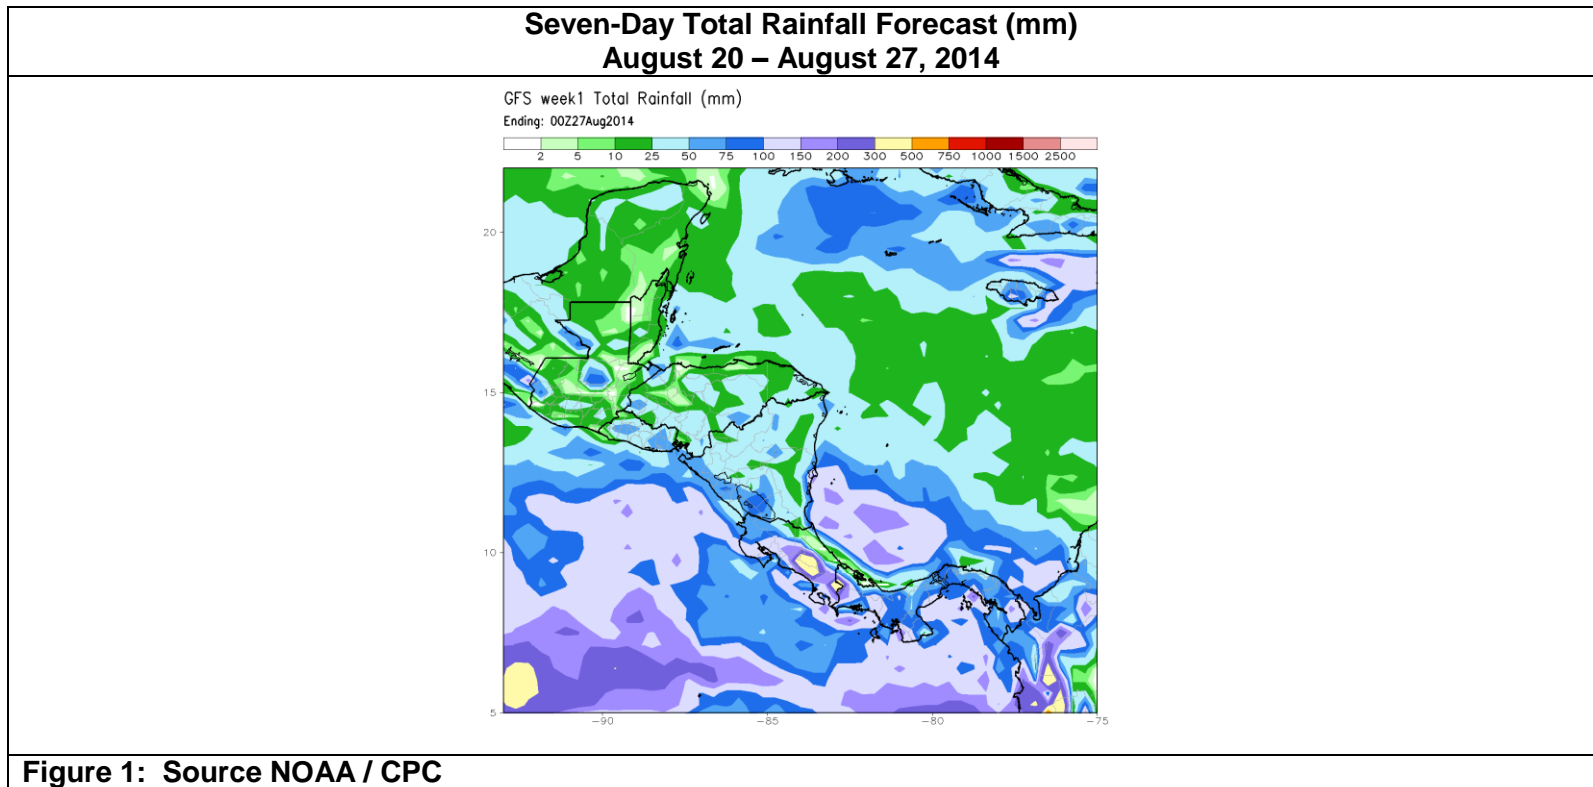 Seven-Day Total Rainfall Forecast (mm)
August 20 – August 27, 2014
GFS week1 Total Rainfall (mm)
Ending: 00Z27Aug2014
2 5 10 25 50 75 100 150 200 300 500 750 1000 1500 2500
20
15
10
5
-90 -85 -80 -75
Figure 1: Source NOAA / CPC